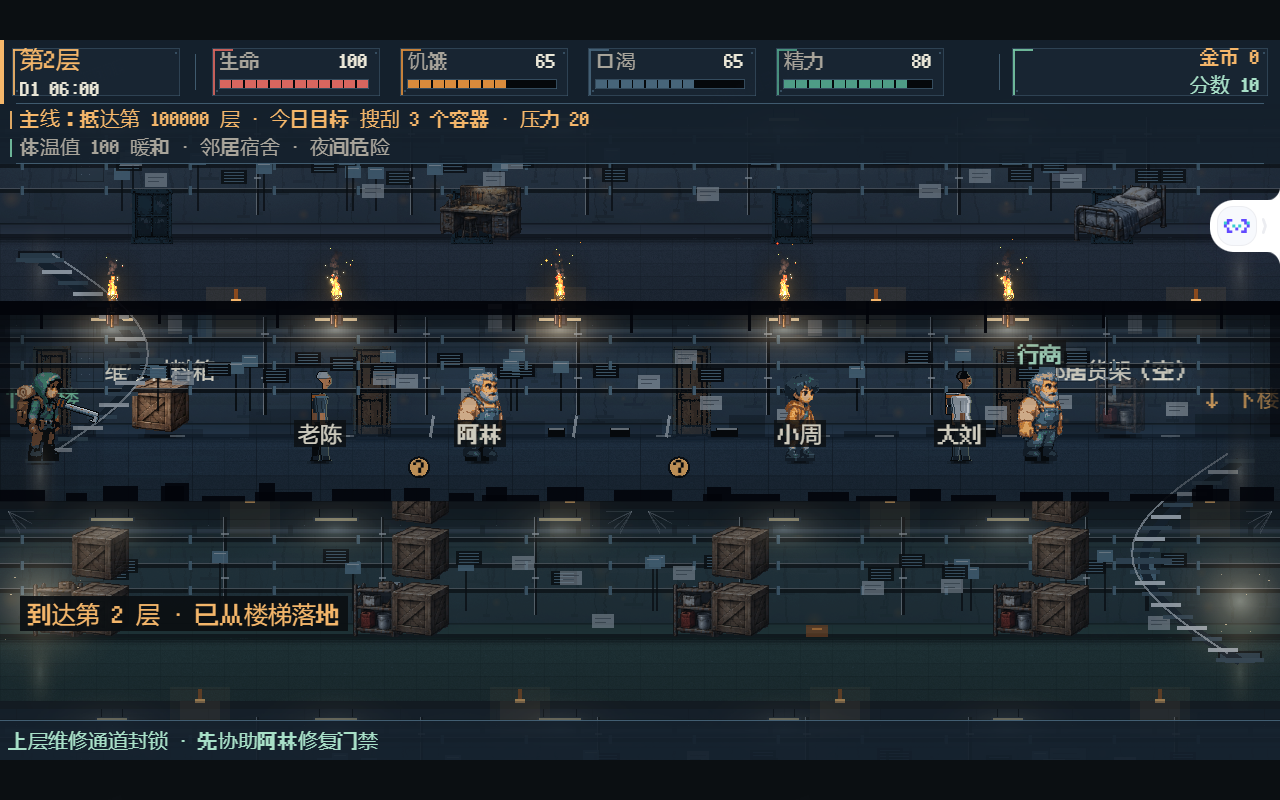 第2层
D1 06:00
生命 100
饥饿 65
口渴 65
精力 80
金币 0
分数 10
主线：抵达第 100000 层 · 今日目标 搜刮 3 个容器 · 压力 20
体温值 100 暖和 · 邻居宿舍 · 夜间危险
行商
居货架（空）
料箱
↓ 下楼
老陈
阿林
小周
大刘
?
?
到达第 2 层 · 已从楼梯落地
上层维修通道封锁 · 先协助阿林修复门禁